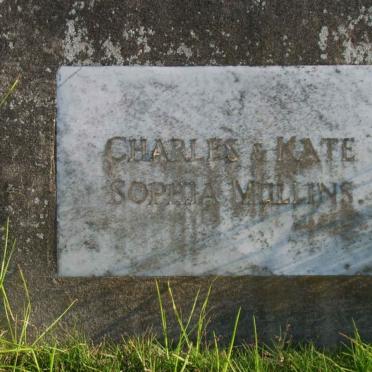 CHARLES & KATE
SOPHIA MULLINS.